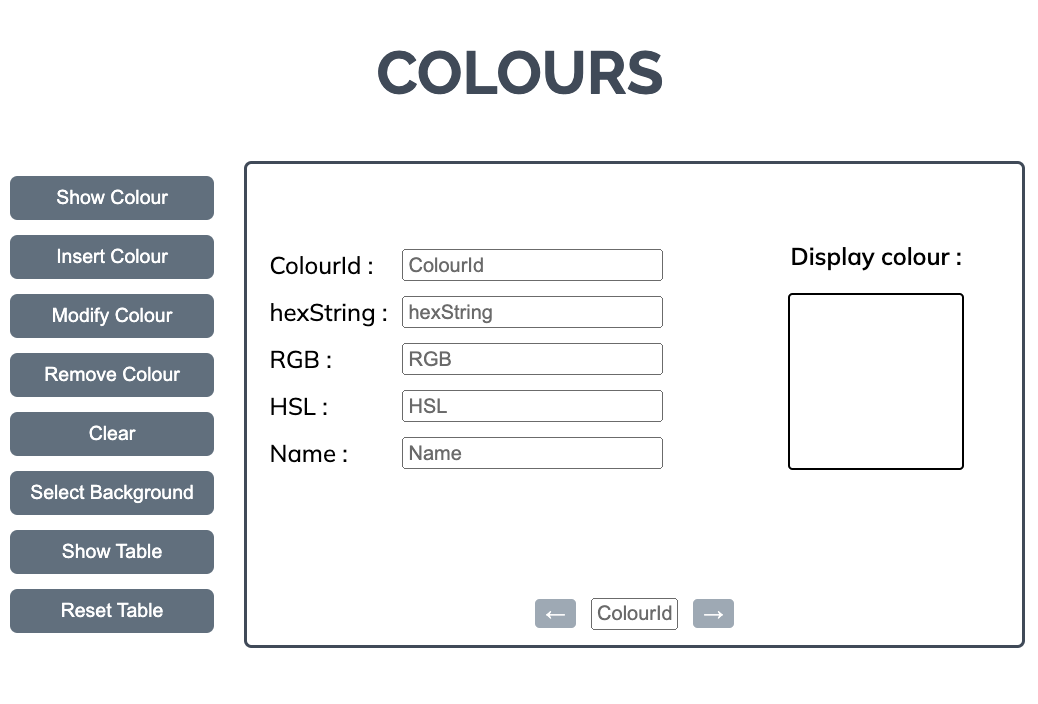 COLOURS
Show Colour
Insert Colour
Modify Colour
Remove Colour
Clear
Select Background
Show Table
Reset Table
ColourId : ColourId
hexString : hexString
RGB : RGB
HSL : HSL
Name : Name
Display colour :
← ColourId →